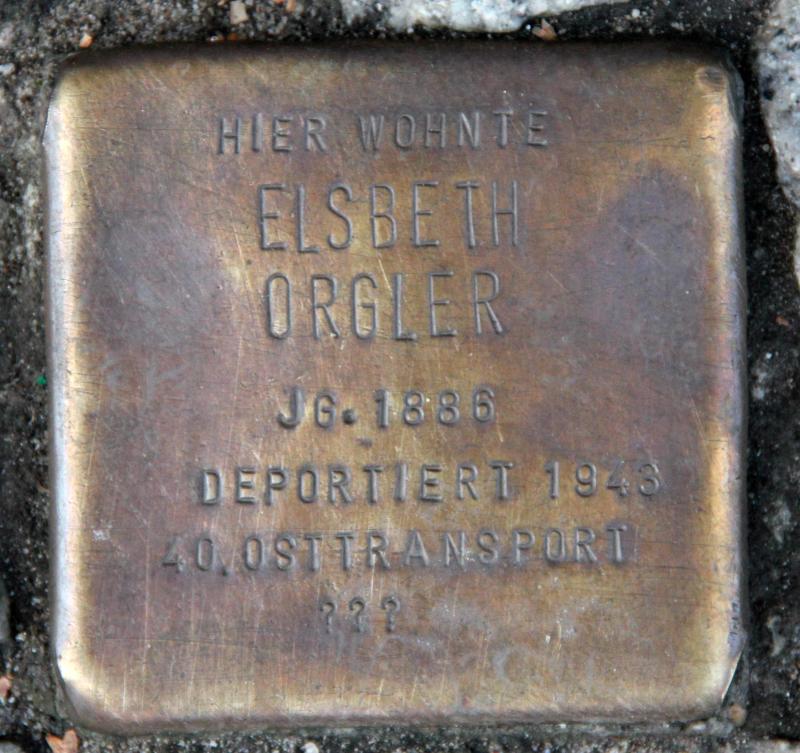 HIER WOHNTE
ELSBETH
ORGLER
JG. 1886
DEPORTIERT 1943
40. OSTTRANSPORT
???